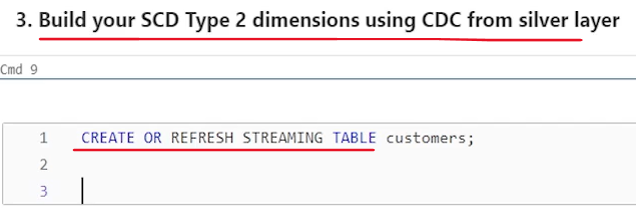 3. Build your SCD Type 2 dimensions using CDC from silver layer
Cmd 9
1 CREATE OR REFRESH STREAMING TABLE customers;
2
3